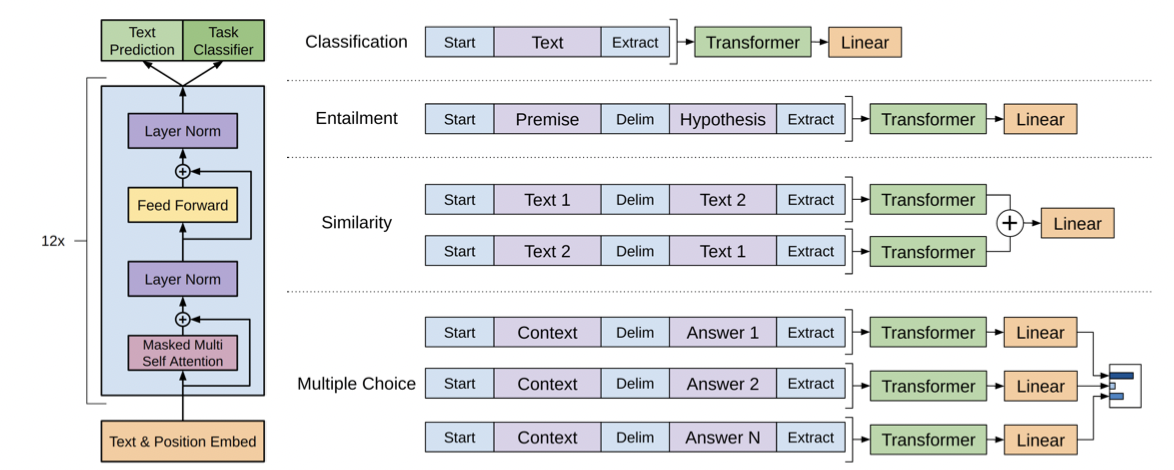 Text
Prediction
Task
Classifier
12x
Layer Norm
+
Feed Forward
Layer Norm
+
Masked Multi
Self Attention
Text & Position Embed
Classification
Start Text Extract Transformer Linear
Entailment
Start Premise Delim Hypothesis Extract Transformer Linear
Similarity
Start Text 1 Delim Text 2 Extract Transformer
+ Linear
Start Text 2 Delim Text 1 Extract Transformer
Multiple Choice
Start Context Delim Answer 1 Extract Transformer Linear
Start Context Delim Answer 2 Extract Transformer Linear
Start Context Delim Answer N Extract Transformer Linear